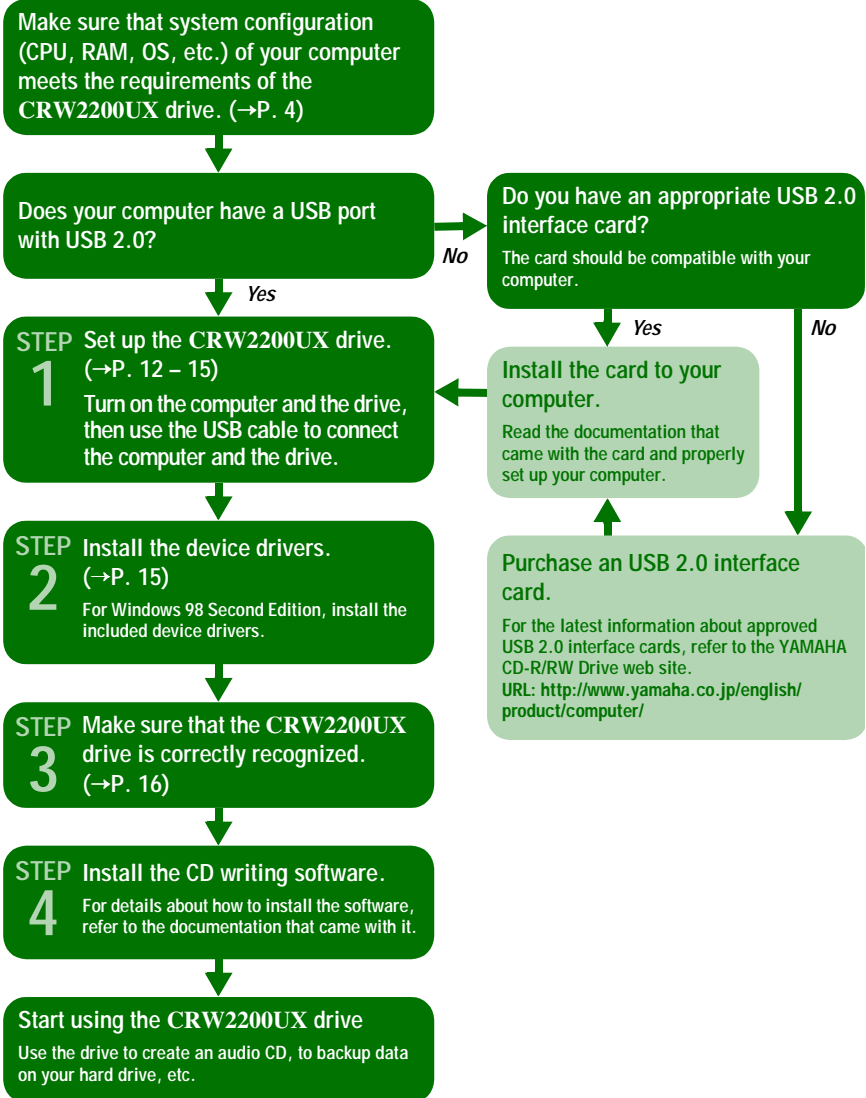 Make sure that system configuration
(CPU, RAM, OS, etc.) of your computer
meets the requirements of the
CRW2200UX drive. (→P. 4)
Does your computer have a USB port
with USB 2.0?
No
Do you have an appropriate USB 2.0
interface card?
The card should be compatible with your
computer.
Yes
Yes
No
STEP
1
Set up the CRW2200UX drive.
(→P. 12 – 15)
Turn on the computer and the drive,
then use the USB cable to connect
the computer and the drive.
Install the card to your
computer.
Read the documentation that
came with the card and properly
set up your computer.
STEP
2
Install the device drivers.
(→P. 15)
For Windows 98 Second Edition, install the
included device drivers.
Purchase an USB 2.0 interface
card.
For the latest information about approved
USB 2.0 interface cards, refer to the YAMAHA
CD-R/RW Drive web site.
URL: http://www.yamaha.co.jp/english/
product/computer/
STEP
3
Make sure that the CRW2200UX
drive is correctly recognized.
(→P. 16)
STEP
4
Install the CD writing software.
For details about how to install the software,
refer to the documentation that came with it.
Start using the CRW2200UX drive
Use the drive to create an audio CD, to backup data
on your hard drive, etc.